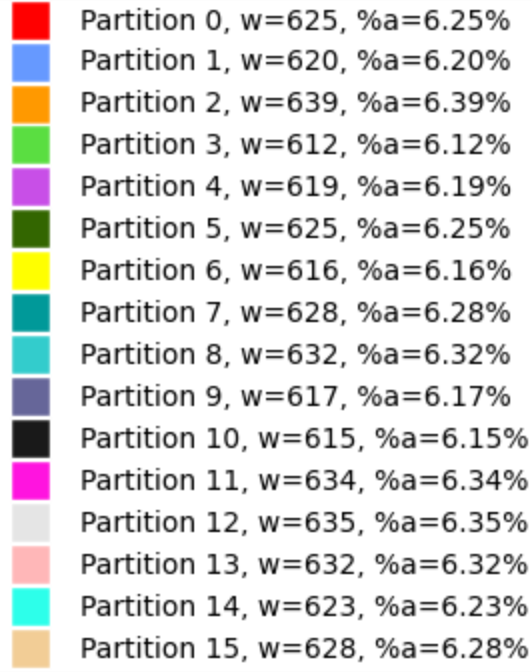 Partition 0, w=625, %a=6.25%
Partition 1, w=620, %a=6.20%
Partition 2, w=639, %a=6.39%
Partition 3, w=612, %a=6.12%
Partition 4, w=619, %a=6.19%
Partition 5, w=625, %a=6.25%
Partition 6, w=616, %a=6.16%
Partition 7, w=628, %a=6.28%
Partition 8, w=632, %a=6.32%
Partition 9, w=617, %a=6.17%
Partition 10, w=615, %a=6.15%
Partition 11, w=634, %a=6.34%
Partition 12, w=635, %a=6.35%
Partition 13, w=632, %a=6.32%
Partition 14, w=623, %a=6.23%
Partition 15, w=628, %a=6.28%